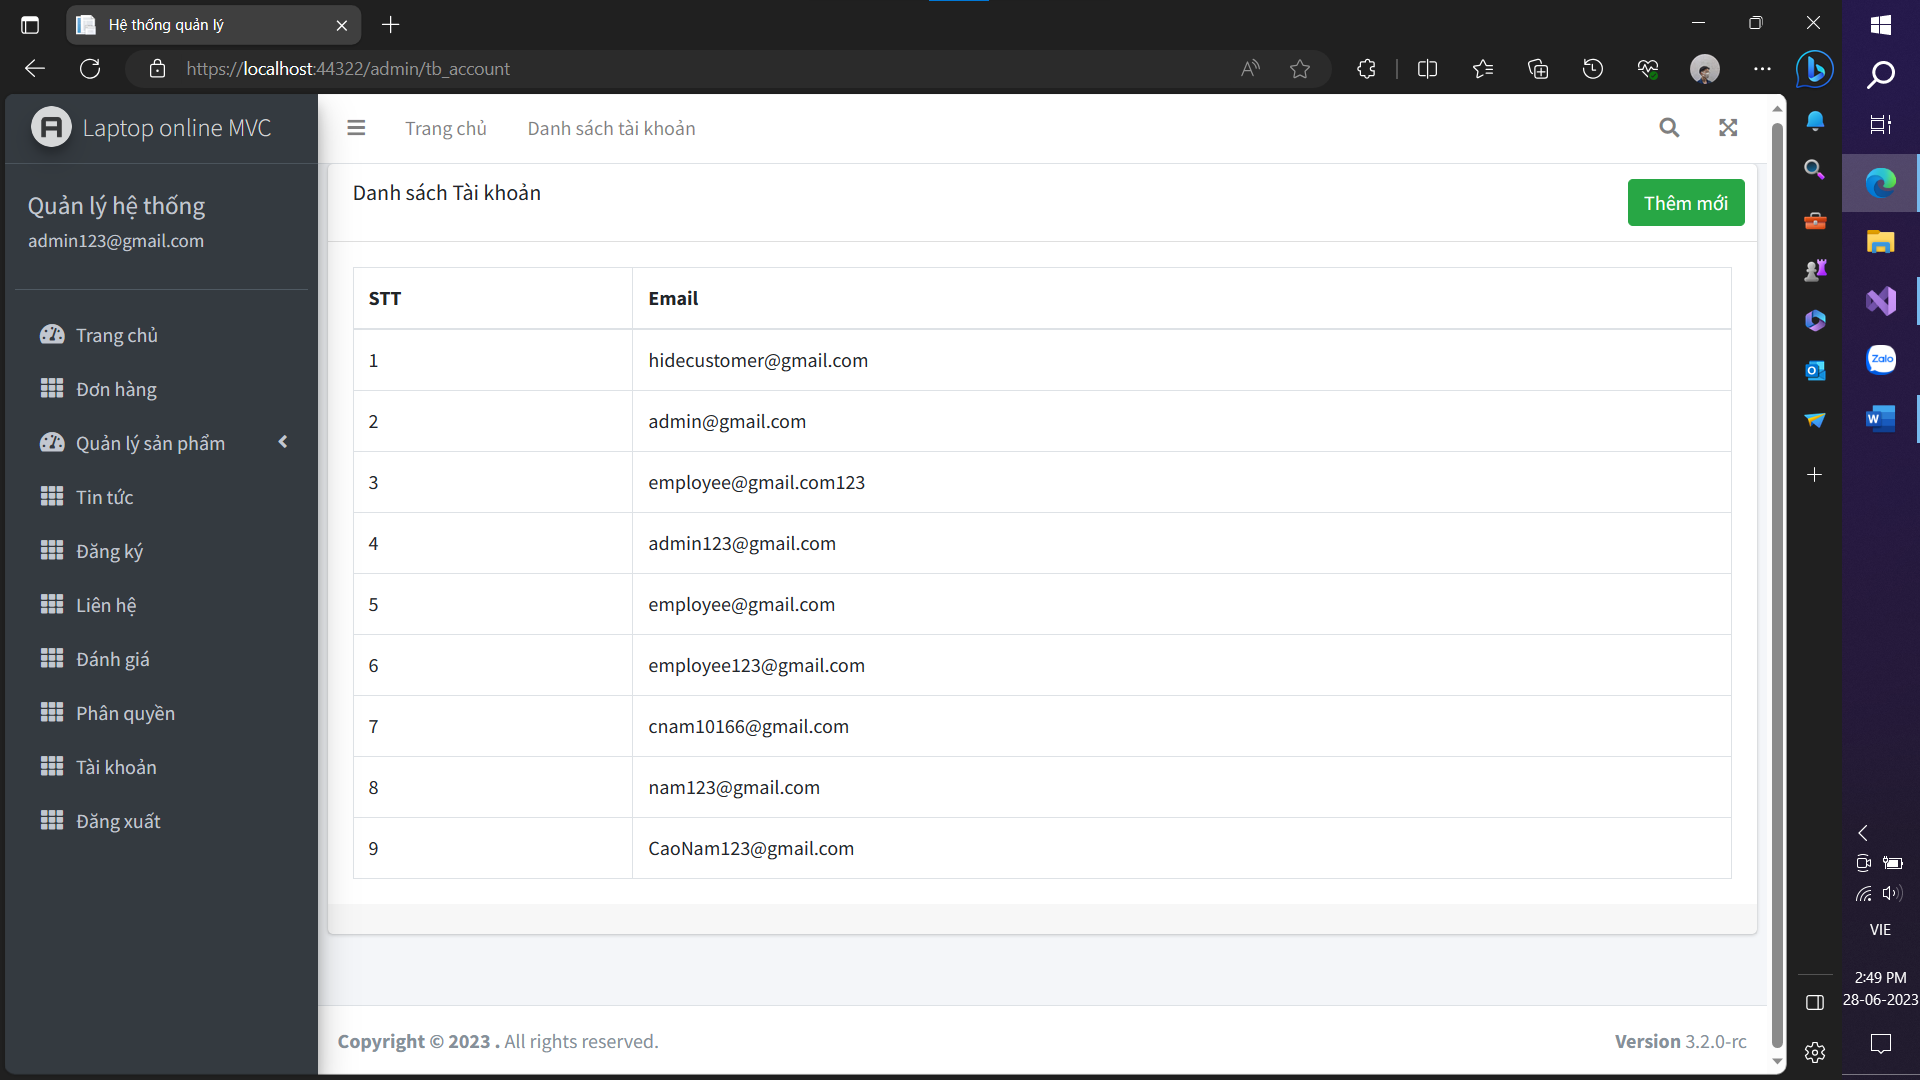 Hệ thống quản lý
https://localhost:44322/admin/tb_account
Laptop online MVC
Trang chủ
Danh sách tài khoản
Quản lý hệ thống
admin123@gmail.com
Trang chủ
Đơn hàng
Quản lý sản phẩm
Tin tức
Đăng ký
Liên hệ
Đánh giá
Phân quyền
Tài khoản
Đăng xuất
Danh sách Tài khoản
Thêm mới
STT Email
1 hidecustomer@gmail.com
2 admin@gmail.com
3 employee@gmail.com123
4 admin123@gmail.com
5 employee@gmail.com
6 employee123@gmail.com
7 cnam10166@gmail.com
8 nam123@gmail.com
9 CaoNam123@gmail.com
Copyright © 2023 . All rights reserved.
Version 3.2.0-rc
Zalo
VIE
2:49 PM
28-06-2023